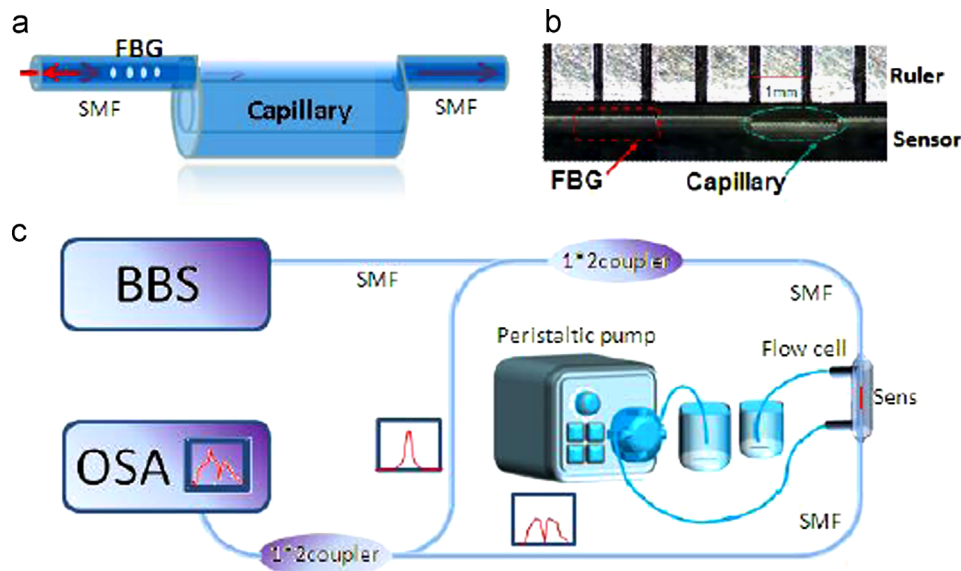 a
FBG
SMF
Capillary
SMF
b
1mm
Ruler
Sensor
FBG
Capillary
c
BBS
SMF
1*2coupler
SMF
Peristaltic pump
Flow cell
Sens
OSA
SMF
1*2coupler